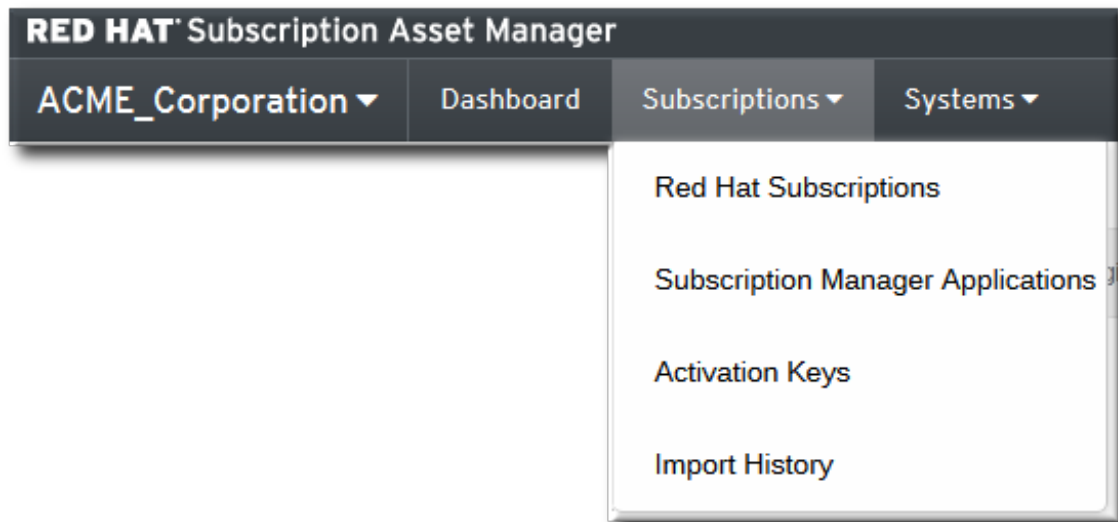 RED HAT Subscription Asset Manager
ACME_Corporation Dashboard Subscriptions Systems
Red Hat Subscriptions
Subscription Manager Applications
Activation Keys
Import History